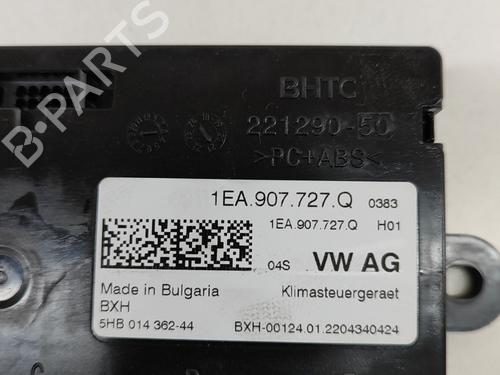 BHTC
221290-50
>PC+ABS<
1EA.907.727.Q 0383
1EA.907.727.Q H01
04S VW AG
Made in Bulgaria Klimasteuergeraet
BXH
5HB 014 362-44 BXH-00124.01.2204340424
B-PARTS